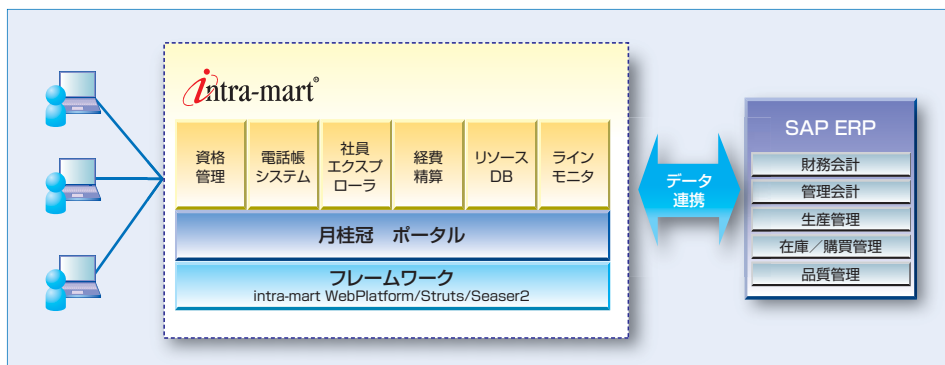 intra-mart®
資格
管理
電話帳
システム
社員
エクスプ
ローラ
経費
精算
リソース
DB
ライン
モニタ
月桂冠 ポータル
フレームワーク
intra-mart WebPlatform/Struts/Seaser2
データ
連携
SAP ERP
財務会計
管理会計
生産管理
在庫／購買管理
品質管理